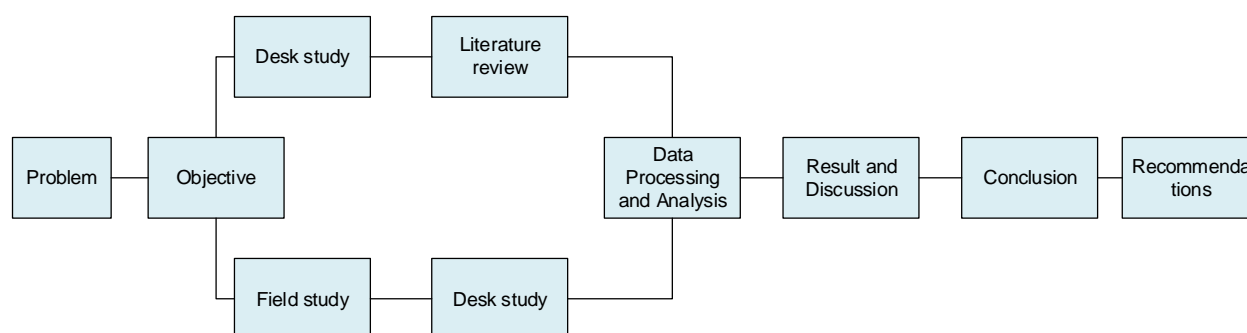 Desk study
Literature
review
Problem
Objective
Data
Processing
and Analysis
Result and
Discussion
Conclusion
Recommenda
tions
Field study
Desk study